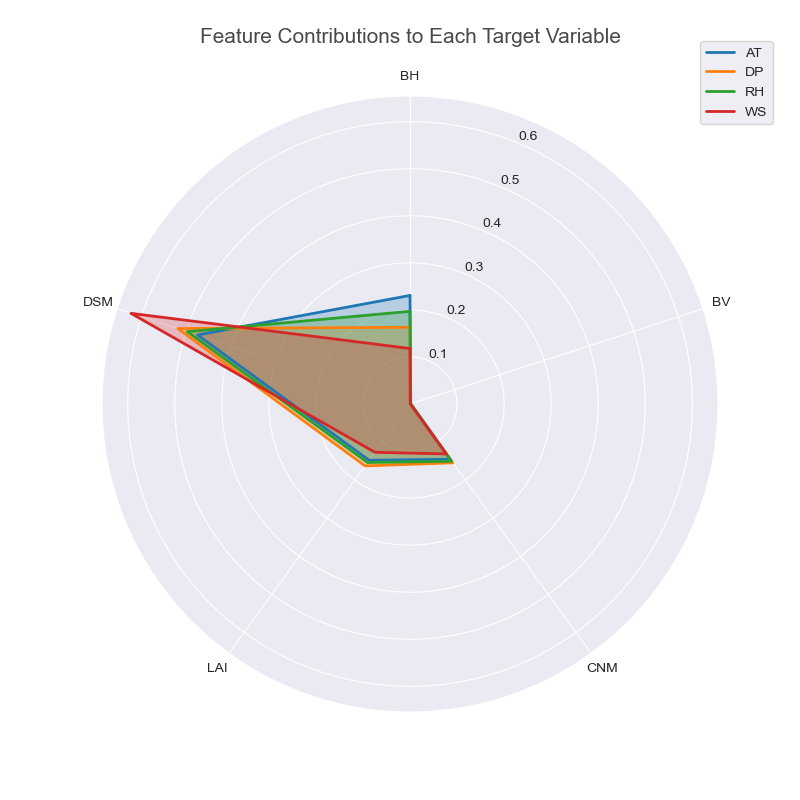 Feature Contributions to Each Target Variable
AT
DP
RH
WS
BH
0.6
0.5
0.4
0.3
0.2
0.1
DSM
BV
LAI
CNM